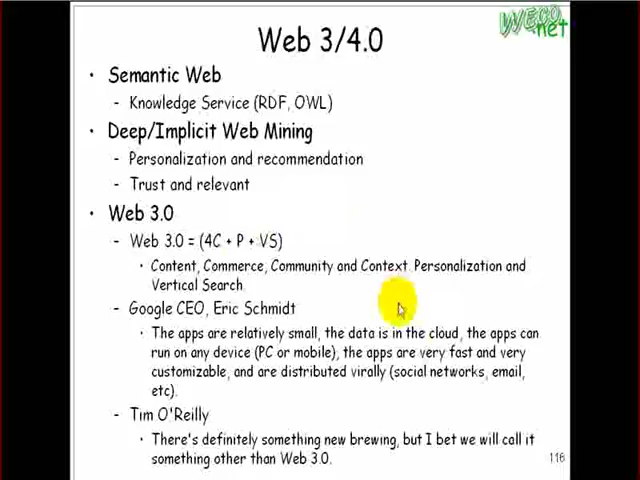 WECO
.net
Web 3/4.0
• Semantic Web
- Knowledge Service (RDF, OWL)
• Deep/Implicit Web Mining
- Personalization and recommendation
- Trust and relevant
• Web 3.0
- Web 3.0 = (4C + P + VS)
• Content, Commerce, Community and Context. Personalization and
Vertical Search.
- Google CEO, Eric Schmidt
• The apps are relatively small, the data is in the cloud, the apps can
run on any device (PC or mobile), the apps are very fast and very
customizable, and are distributed virally (social networks, email,
etc).
- Tim O'Reilly
• There's definitely something new brewing, but I bet we will call it
something other than Web 3.0.
116